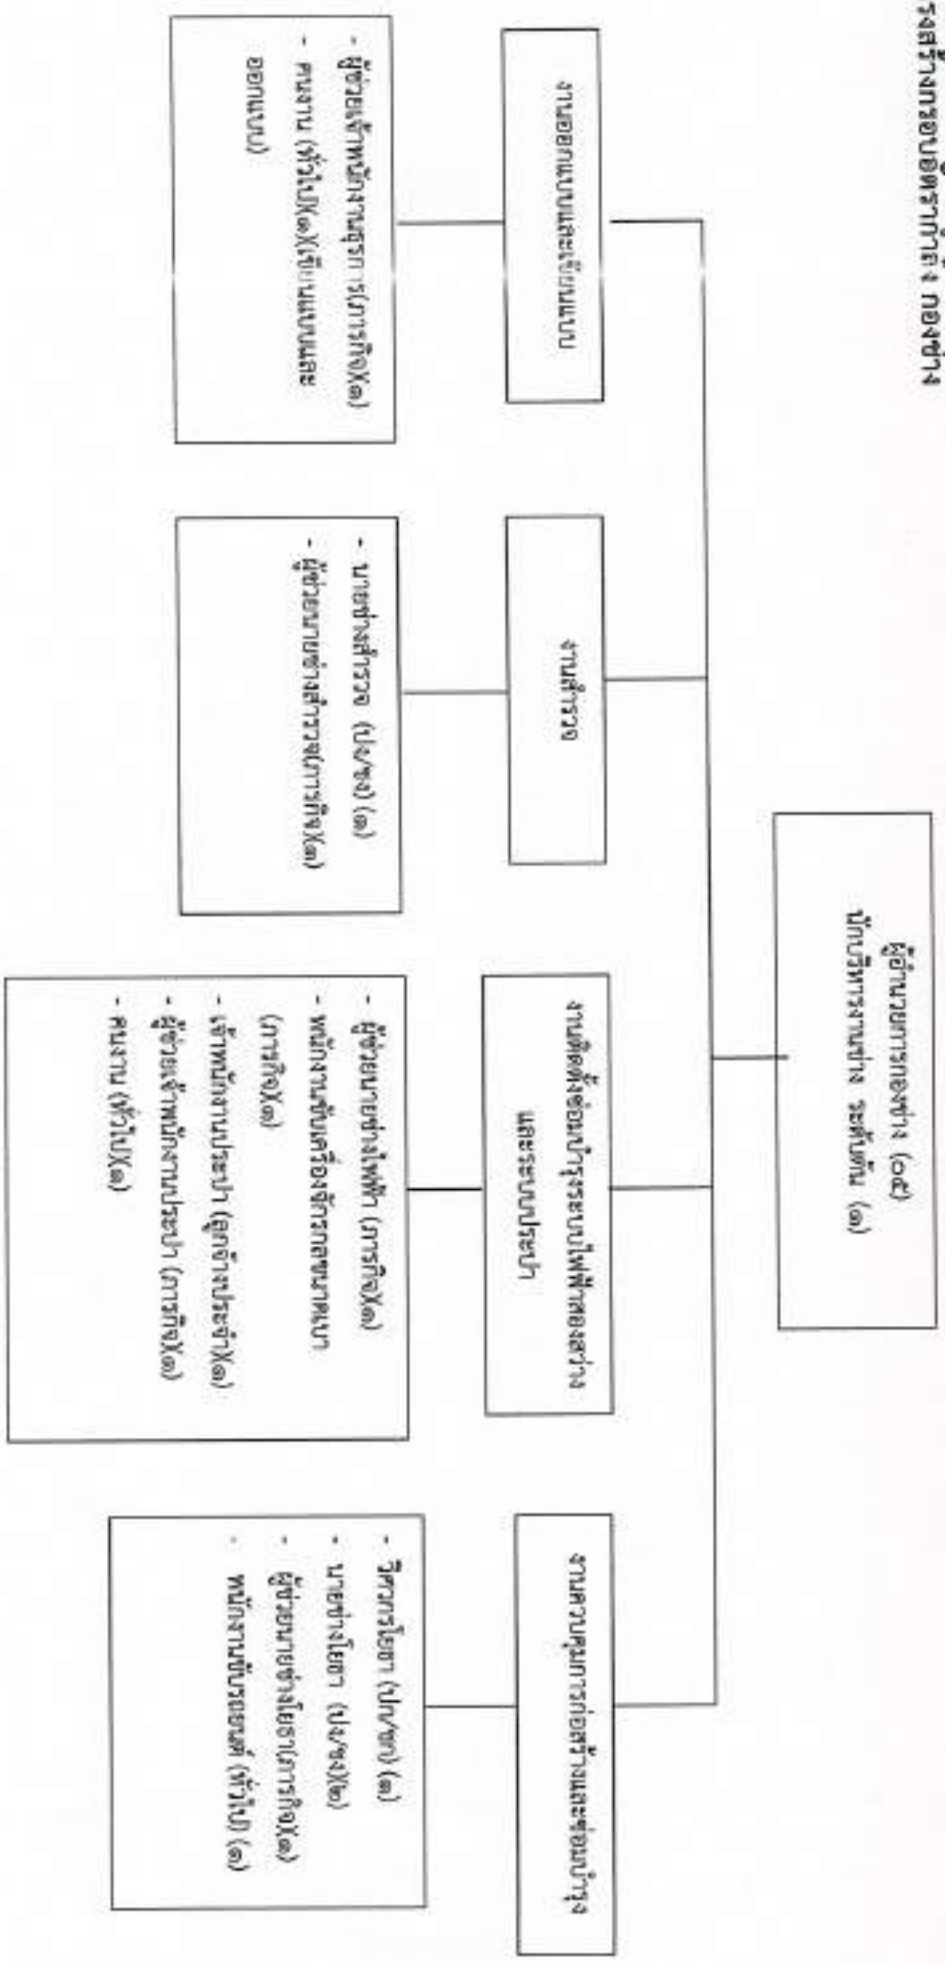 รงสร้างกรอบอัตรากำลัง กองช่าง
ผู้อำนวยการกองช่าง (๐๕)
นักบริหารงานช่าง ระดับต้น (๑)
งานออกแบบและเขียนแบบ
งานสำรวจ
งานติดตั้งซ่อมบำรุงระบบไฟฟ้าส่องสว่าง
และระบบประปา
งานควบคุมการก่อสร้างและซ่อมบำรุง
- ผู้ช่วยเจ้าพนักงานธุรการ(ภารกิจ)(๑)
- คนงาน (ทั่วไป)(๑)(เขียนแบบและ
ออกแบบ)
- นายช่างสำรวจ (ปง/ชง) (๑)
- ผู้ช่วยนายช่างสำรวจ(ภารกิจ)(๑)
- ผู้ช่วยนายช่างไฟฟ้า (ภารกิจ)(๑)
- พนักงานขับเครื่องจักรกลขนาดเบา
(ภารกิจ)(๑)
- เจ้าพนักงานประปา (ลูกจ้างประจำ)(๑)
- ผู้ช่วยเจ้าพนักงานประปา (ภารกิจ)(๑)
- คนงาน (ทั่วไป)(๑)
- วิศวกรโยธา (ปก/ชก) (๑)
- นายช่างโยธา (ปง/ชง)(๒)
- ผู้ช่วยนายช่างโยธา(ภารกิจ)(๑)
- พนักงานขับรถยนต์ (ทั่วไป) (๑)